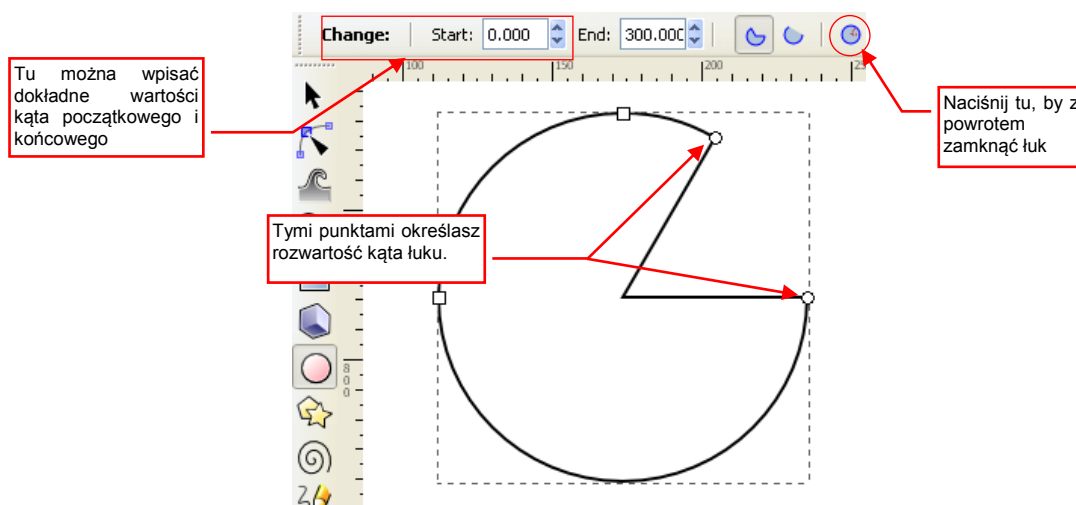 Change: Start: 0.000 End: 300.000
100 150 200
Tu można wpisać
dokładne wartości
kąta początkowego i
końcowego
Naciśnij tu, by z
powrotem
zamknąć łuk
Tymi punktami określasz
rozwartość kąta łuku.
800